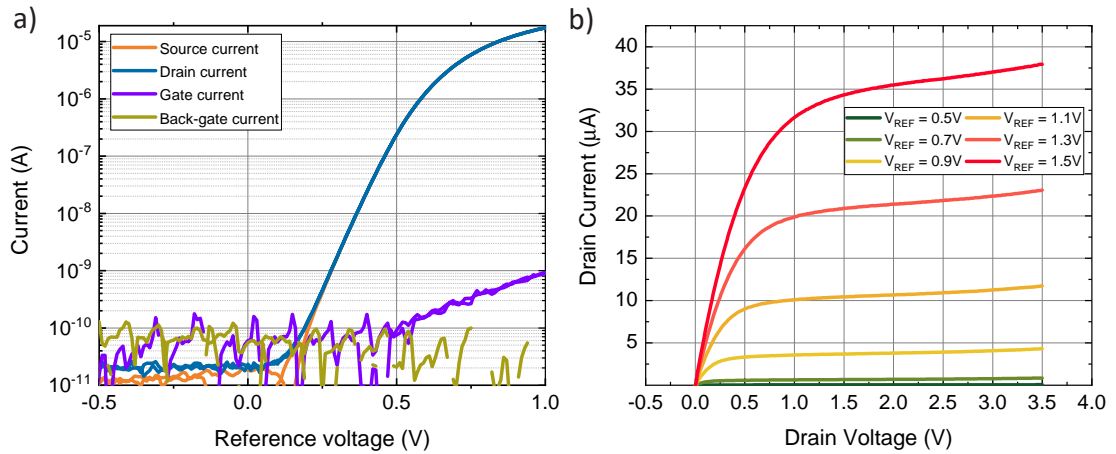 a)
Current (A)
10⁻⁵
10⁻⁶
10⁻⁷
10⁻⁸
10⁻⁹
10⁻¹⁰
10⁻¹¹
Source current
Drain current
Gate current
Back-gate current
-0.5 0.0 0.5 1.0
Reference voltage (V)
b)
Drain Current (µA)
40
35
30
25
20
15
10
5
V_REF = 0.5V V_REF = 1.1V
V_REF = 0.7V V_REF = 1.3V
V_REF = 0.9V V_REF = 1.5V
-0.5 0.0 0.5 1.0 1.5 2.0 2.5 3.0 3.5 4.0
Drain Voltage (V)